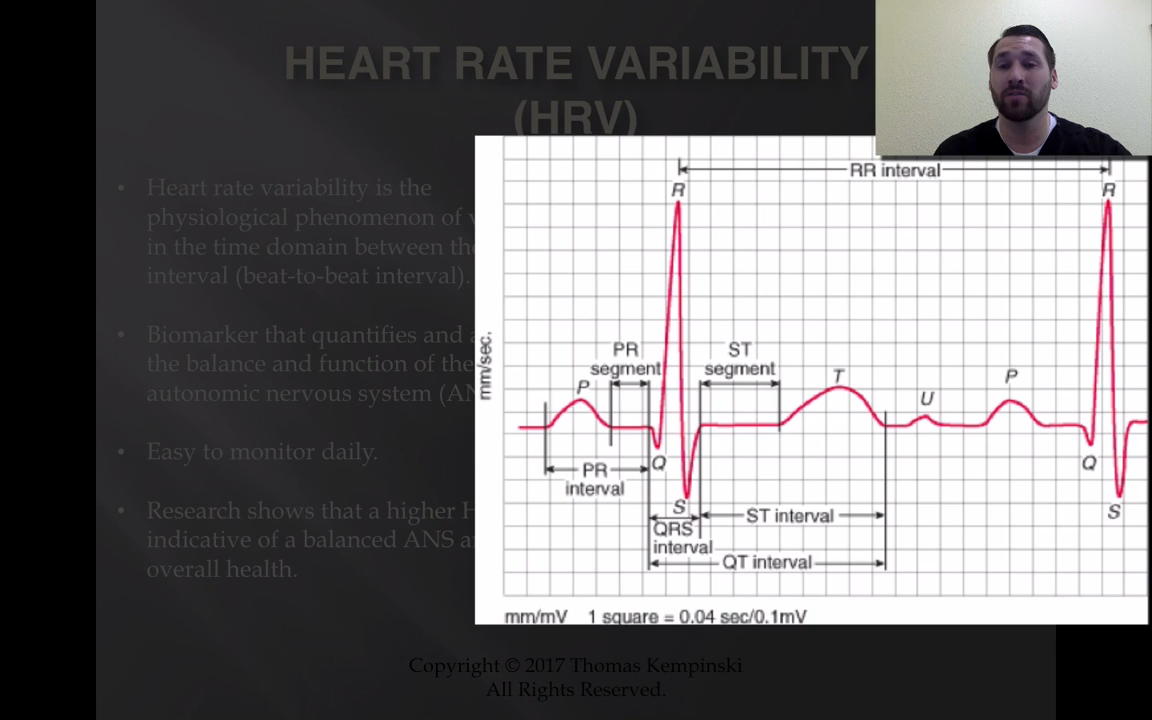 HEART RATE VARIABILITY
(HRV)
• Heart rate variability is the
physiological phenomenon of
in the time domain between the
interval (beat-to-beat interval).
• Biomarker that quantifies and
the balance and function of the
autonomic nervous system (AN
• Easy to monitor daily.
• Research shows that a higher H
indicative of a balanced ANS
overall health.
RR interval
R
R
mm/sec.
PR
segment
ST
segment
P
T
U
P
Q
Q
PR
interval
S
S
QRS
interval
ST interval
QT interval
mm/mV 1 square = 0.04 sec/0.1mV
Copyright © 2017 Thomas Kempinski
All Rights Reserved.